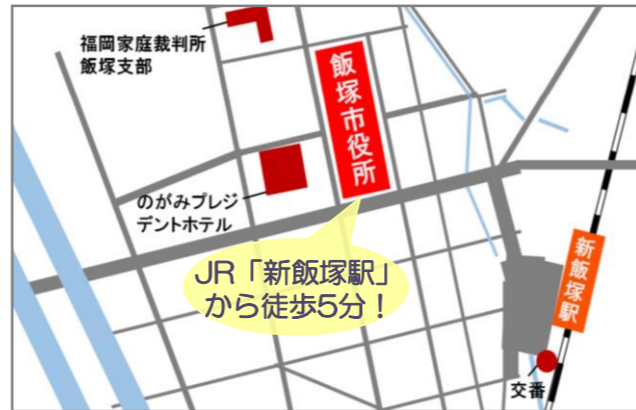 福岡家庭裁判所
飯塚支部
飯塚市役所
のがみプレジ
デントホテル
JR「新飯塚駅」
から徒歩5分！
新飯塚駅
交番